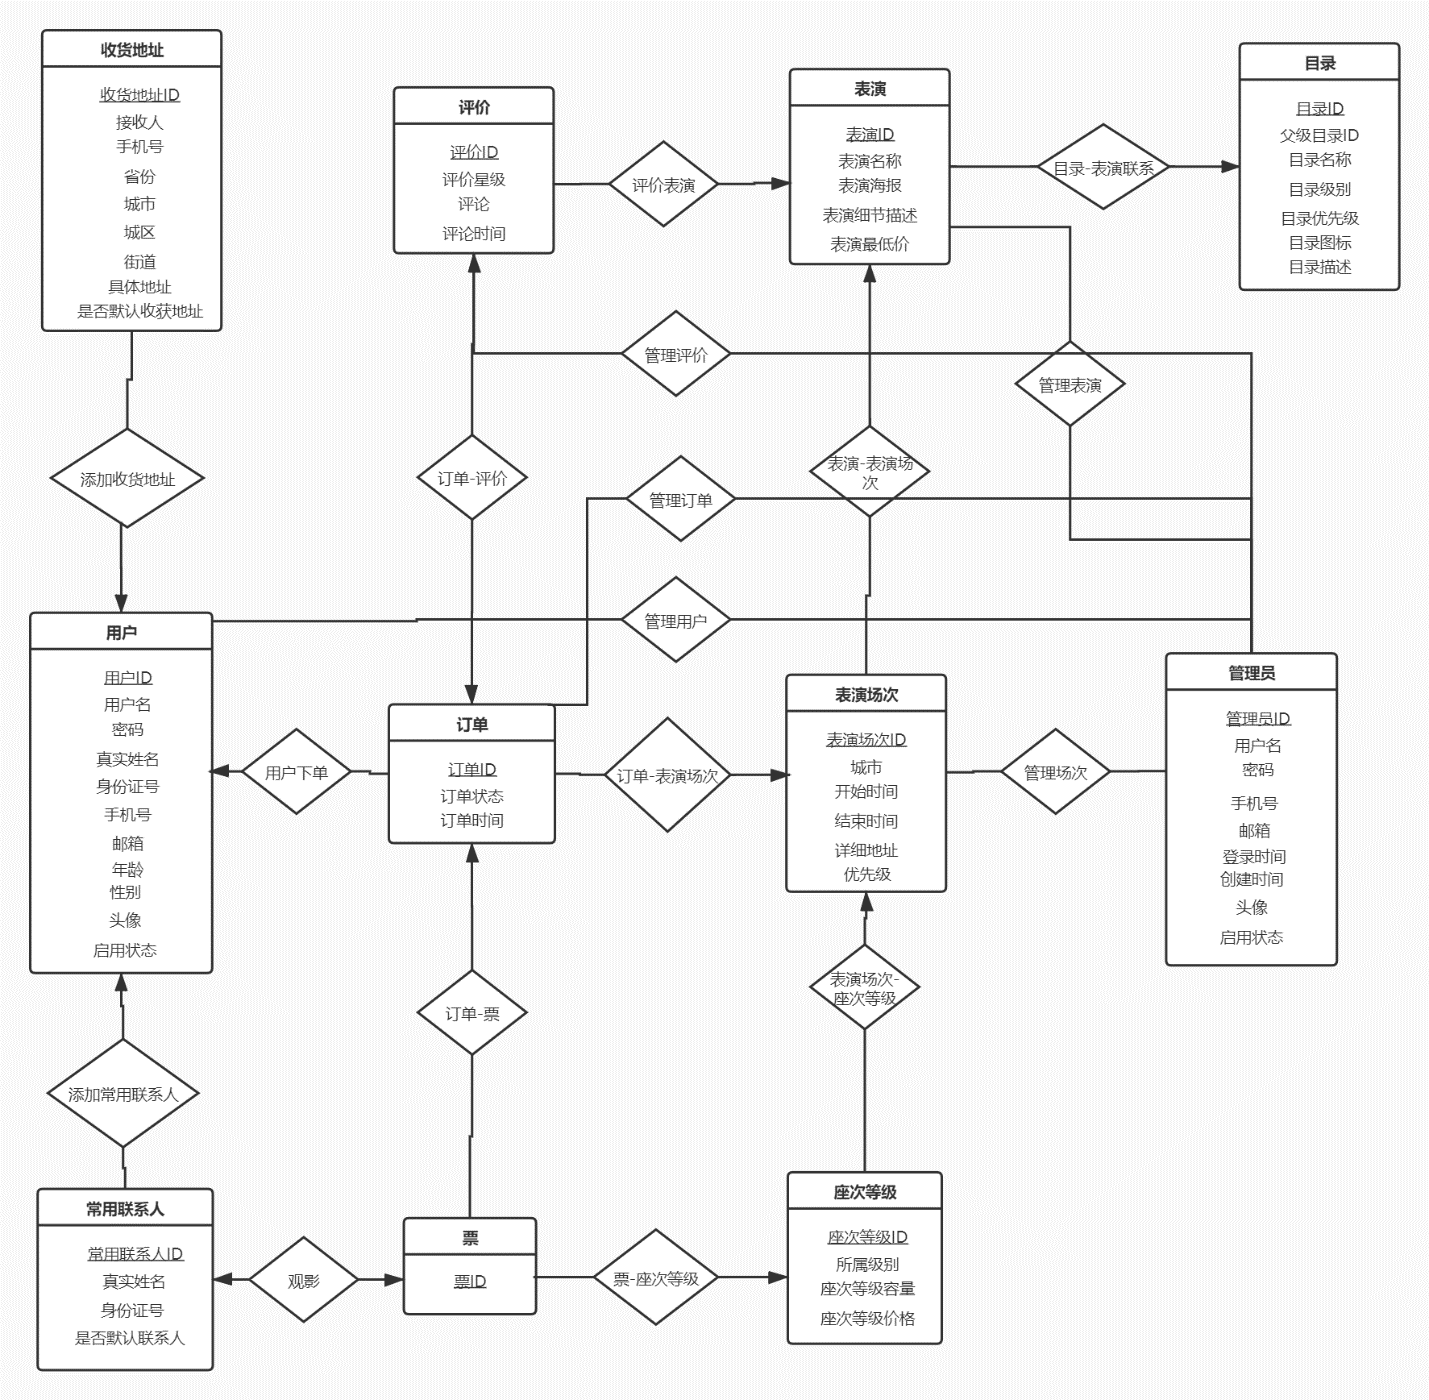 收货地址
收货地址ID
接收人
手机号
省份
城市
城区
街道
具体地址
是否默认收获地址
评价
评价ID
评价星级
评论
评论时间
评价表演
表演
表演ID
表演名称
表演海报
表演细节描述
表演最低价
目录-表演联系
目录
目录ID
父级目录ID
目录名称
目录级别
目录优先级
目录图标
目录描述
管理评价
管理表演
添加收货地址
订单-评价
管理订单
表演-表演场
次
管理用户
用户
用户ID
用户名
密码
真实姓名
身份证号
手机号
邮箱
年龄
性别
头像
启用状态
用户下单
订单
订单ID
订单状态
订单时间
订单-表演场次
表演场次
表演场次ID
城市
开始时间
结束时间
详细地址
优先级
管理场次
管理员
管理员ID
用户名
密码
手机号
邮箱
登录时间
创建时间
头像
启用状态
订单-票
表演场次-
座次等级
添加常用联系人
常用联系人
常用联系人ID
真实姓名
身份证号
是否默认联系人
观影
票
票ID
票-座次等级
座次等级
座次等级ID
所属级别
座次等级容量
座次等级价格